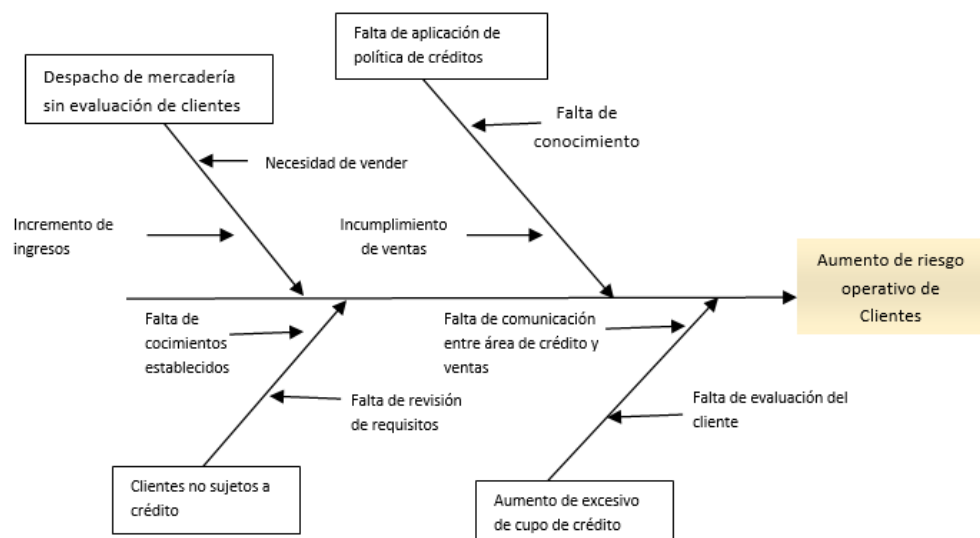 Falta de aplicación de
política de créditos
Despacho de mercadería
sin evaluación de clientes
Falta de
conocimiento
Necesidad de vender
Incremento de
ingresos
Incumplimiento
de ventas
Aumento de riesgo
operativo de
Clientes
Falta de
cocimientos
establecidos
Falta de comunicación
entre área de crédito y
ventas
Falta de revisión
de requisitos
Falta de evaluación del
cliente
Clientes no sujetos a
crédito
Aumento de excesivo
de cupo de crédito